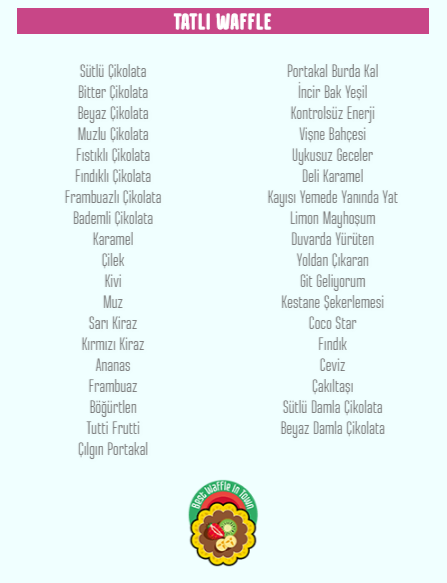 TATLI WAFFLE
Sütlü Çikolata
Bitter Çikolata
Beyaz Çikolata
Muzlu Çikolata
Fıstıklı Çikolata
Fındıklı Çikolata
Frambuazlı Çikolata
Bademli Çikolata
Karamel
Çilek
Kivi
Muz
Sarı Kiraz
Kırmızı Kiraz
Ananas
Frambuaz
Böğürtlen
Tutti Frutti
Çılgın Portakal
Portakal Burda Kal
İncir Bak Yeşil
Kontrolsüz Enerji
Vişne Bahçesi
Uykusuz Geceler
Deli Karamel
Kayısı Yemede Yanında Yat
Limon Mayhoşum
Duvarda Yürüten
Yoldan Çıkaran
Git Geliyorum
Kestane Şekerlemesi
Coco Star
Fındık
Ceviz
Çakıltaşı
Sütlü Damla Çikolata
Beyaz Damla Çikolata
Best Waffle in Town